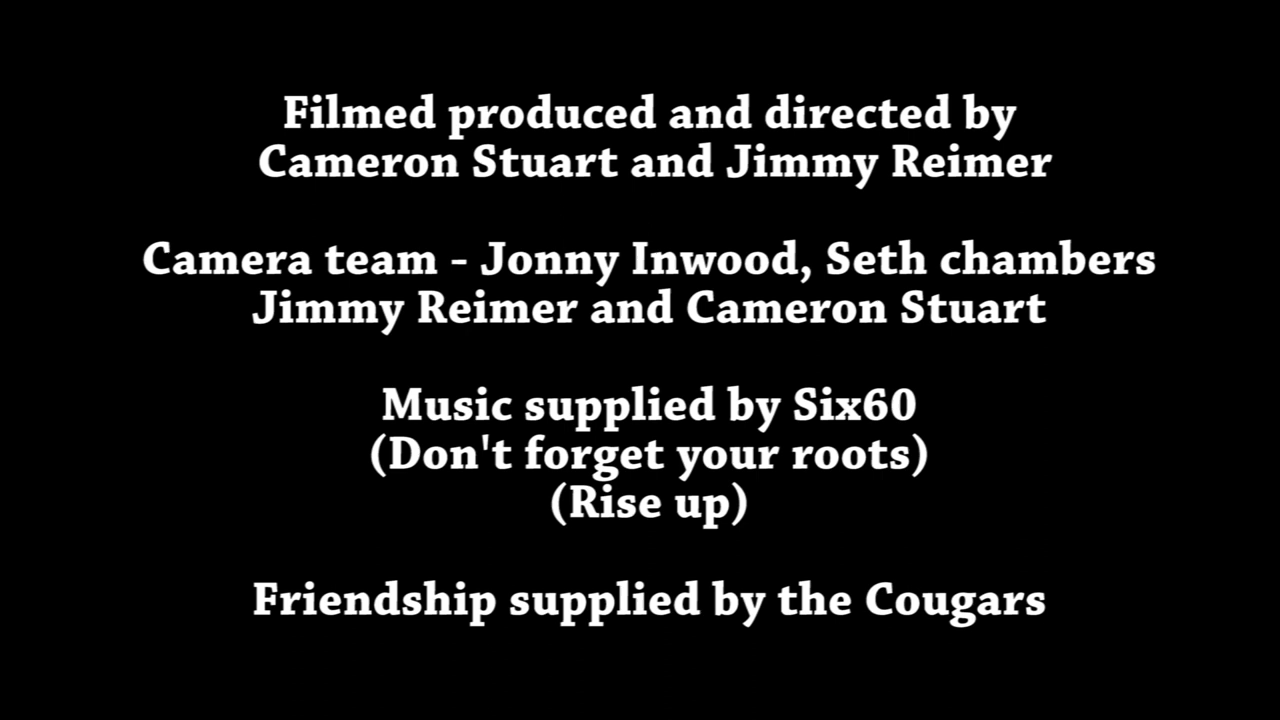 Filmed produced and directed by
Cameron Stuart and Jimmy Reimer
Camera team - Jonny Inwood, Seth chambers
Jimmy Reimer and Cameron Stuart
Music supplied by Six60
(Don't forget your roots)
(Rise up)
Friendship supplied by the Cougars